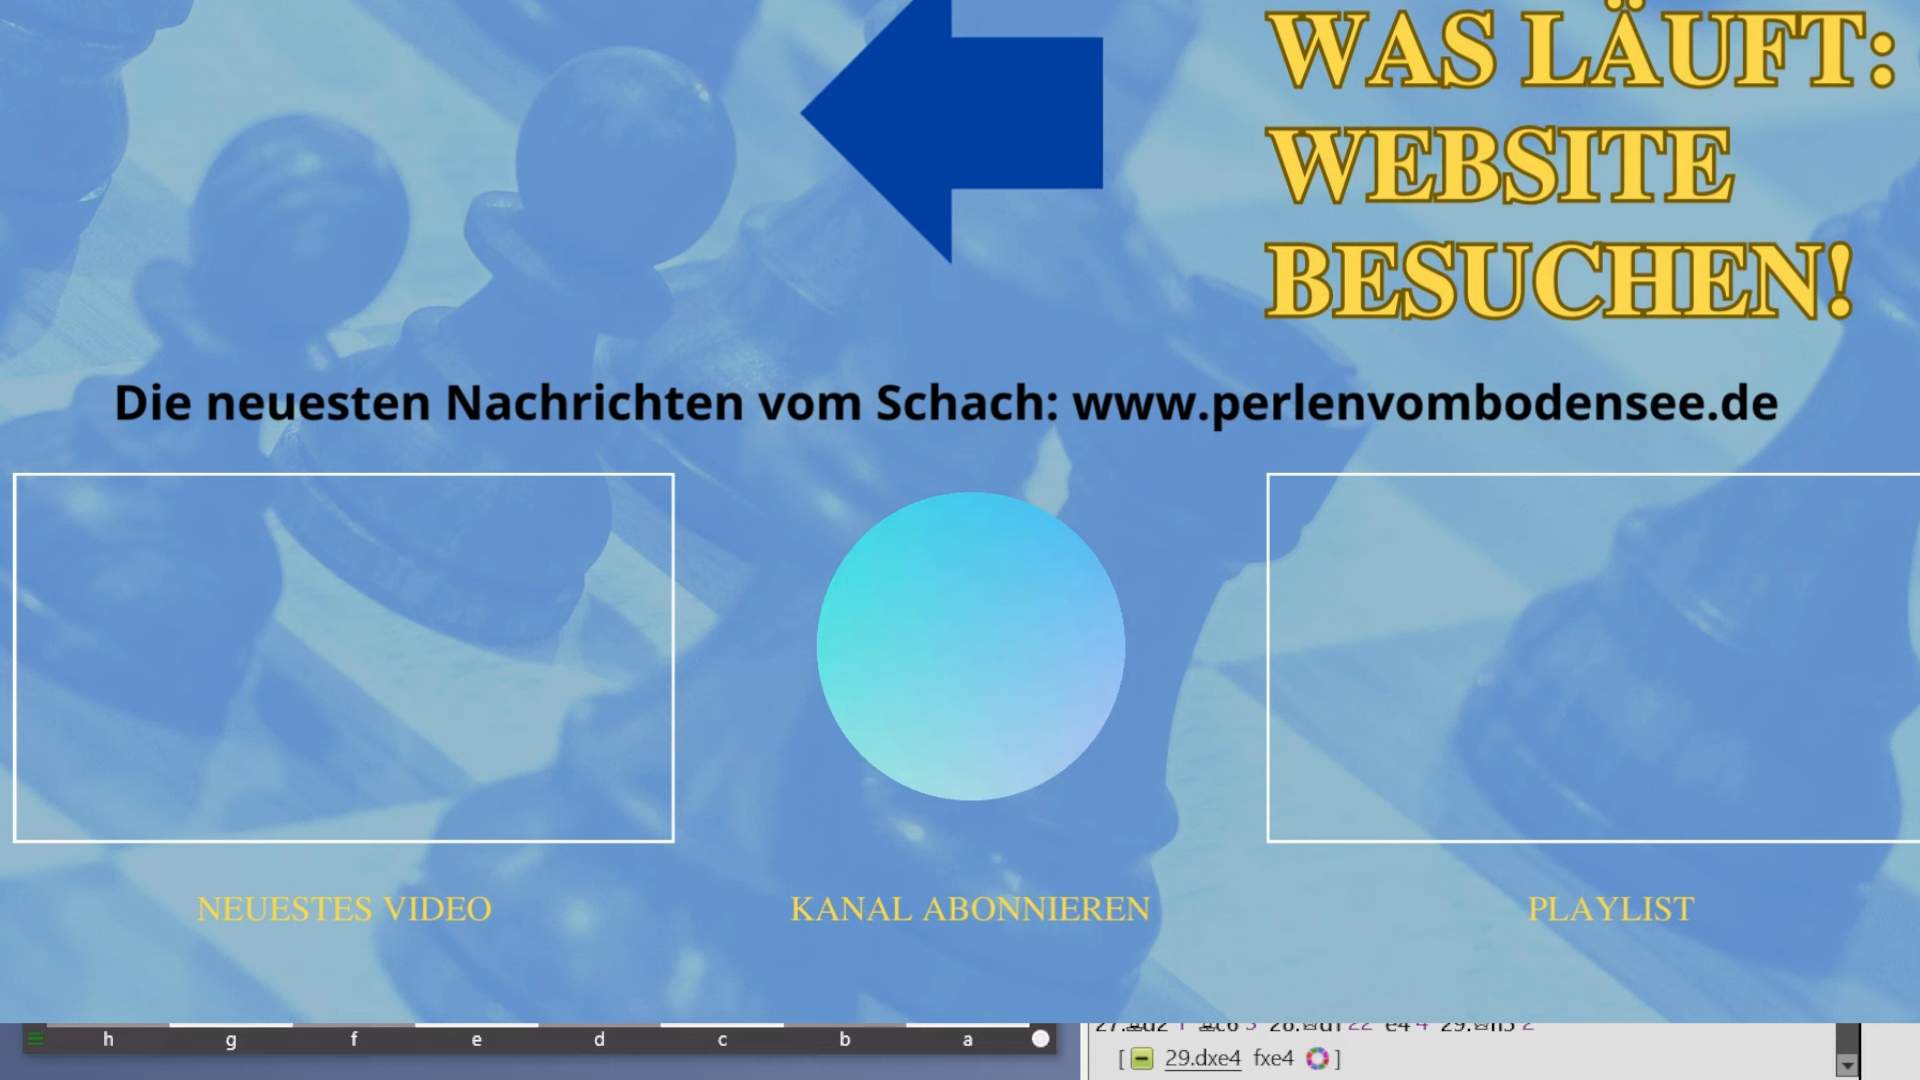 WAS LÄUFT:
WEBSITE
BESUCHEN!
Die neuesten Nachrichten vom Schach: www.perlenvombodensee.de
NEUESTES VIDEO
KANAL ABONNIEREN
PLAYLIST
h g f e d c b a
[ 29.dxe4 fxe4 ]